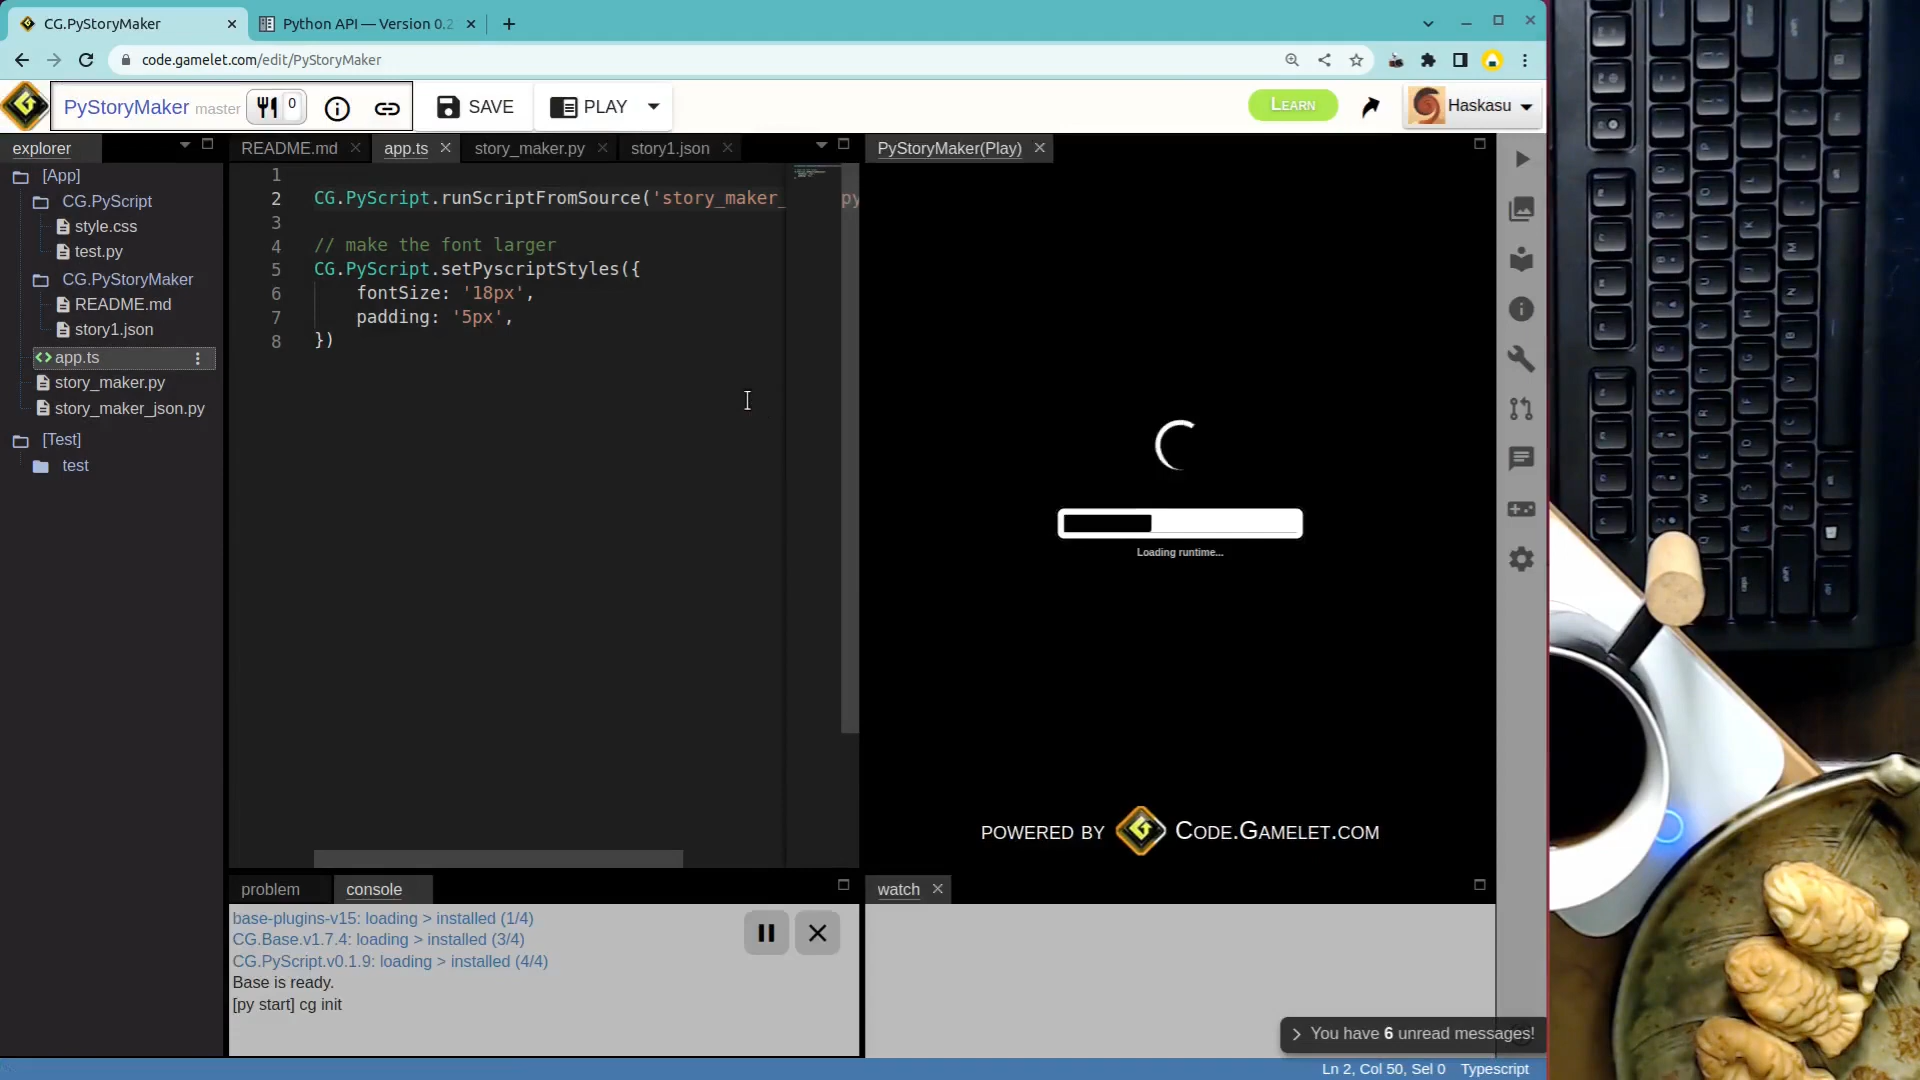 CG.PyStoryMaker
Python API — Version 0.2
code.gamelet.com/edit/PyStoryMaker
PyStoryMaker master
0
SAVE
PLAY
LEARN
Haskasu
explorer
[App]
CG.PyScript
style.css
test.py
CG.PyStoryMaker
README.md
story1.json
app.ts
story_maker.py
story_maker_json.py
[Test]
test
README.md
app.ts
story_maker.py
story1.json
1
2 CG.PyScript.runScriptFromSource('story_maker_ py
3
4 // make the font larger
5 CG.PyScript.setPyscriptStyles({
6 fontSize: '18px',
7 padding: '5px',
8 })
PyStoryMaker(Play)
Loading runtime...
POWERED BY CODE.GAMELET.COM
problem
console
base-plugins-v15: loading > installed (1/4)
CG.Base.v1.7.4: loading > installed (3/4)
CG.PyScript.v0.1.9: loading > installed (4/4)
Base is ready.
[py start] cg init
watch
You have 6 unread messages!
Ln 2, Col 50, Sel 0 Typescript